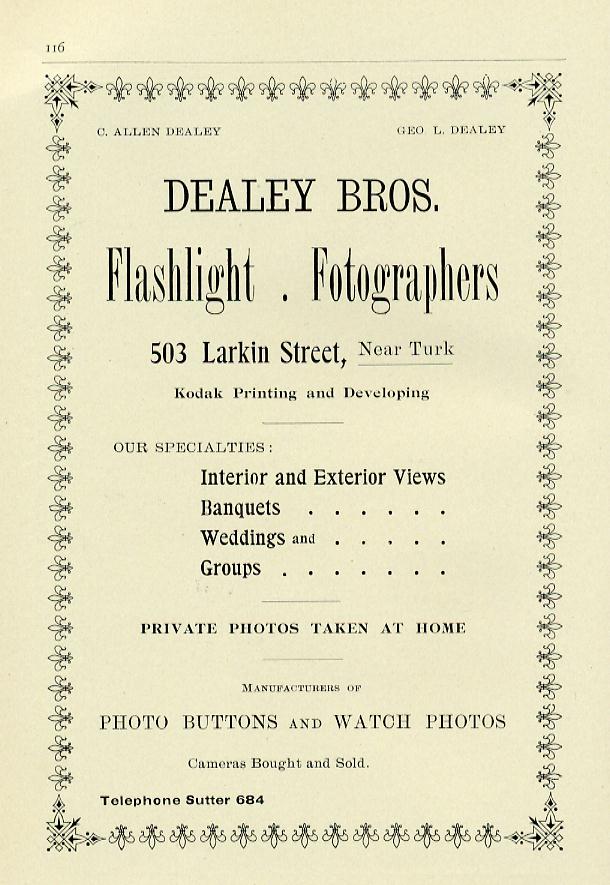 116
C. ALLEN DEALEY GEO L. DEALEY
DEALEY BROS.
Flashlight . Fotographers
503 Larkin Street, Near Turk
Kodak Printing and Developing
OUR SPECIALTIES:
Interior and Exterior Views
Banquets . . . . . .
Weddings and . . . . .
Groups . . . . . . .
PRIVATE PHOTOS TAKEN AT HOME
MANUFACTURERS OF
PHOTO BUTTONS AND WATCH PHOTOS
Cameras Bought and Sold.
Telephone Sutter 684